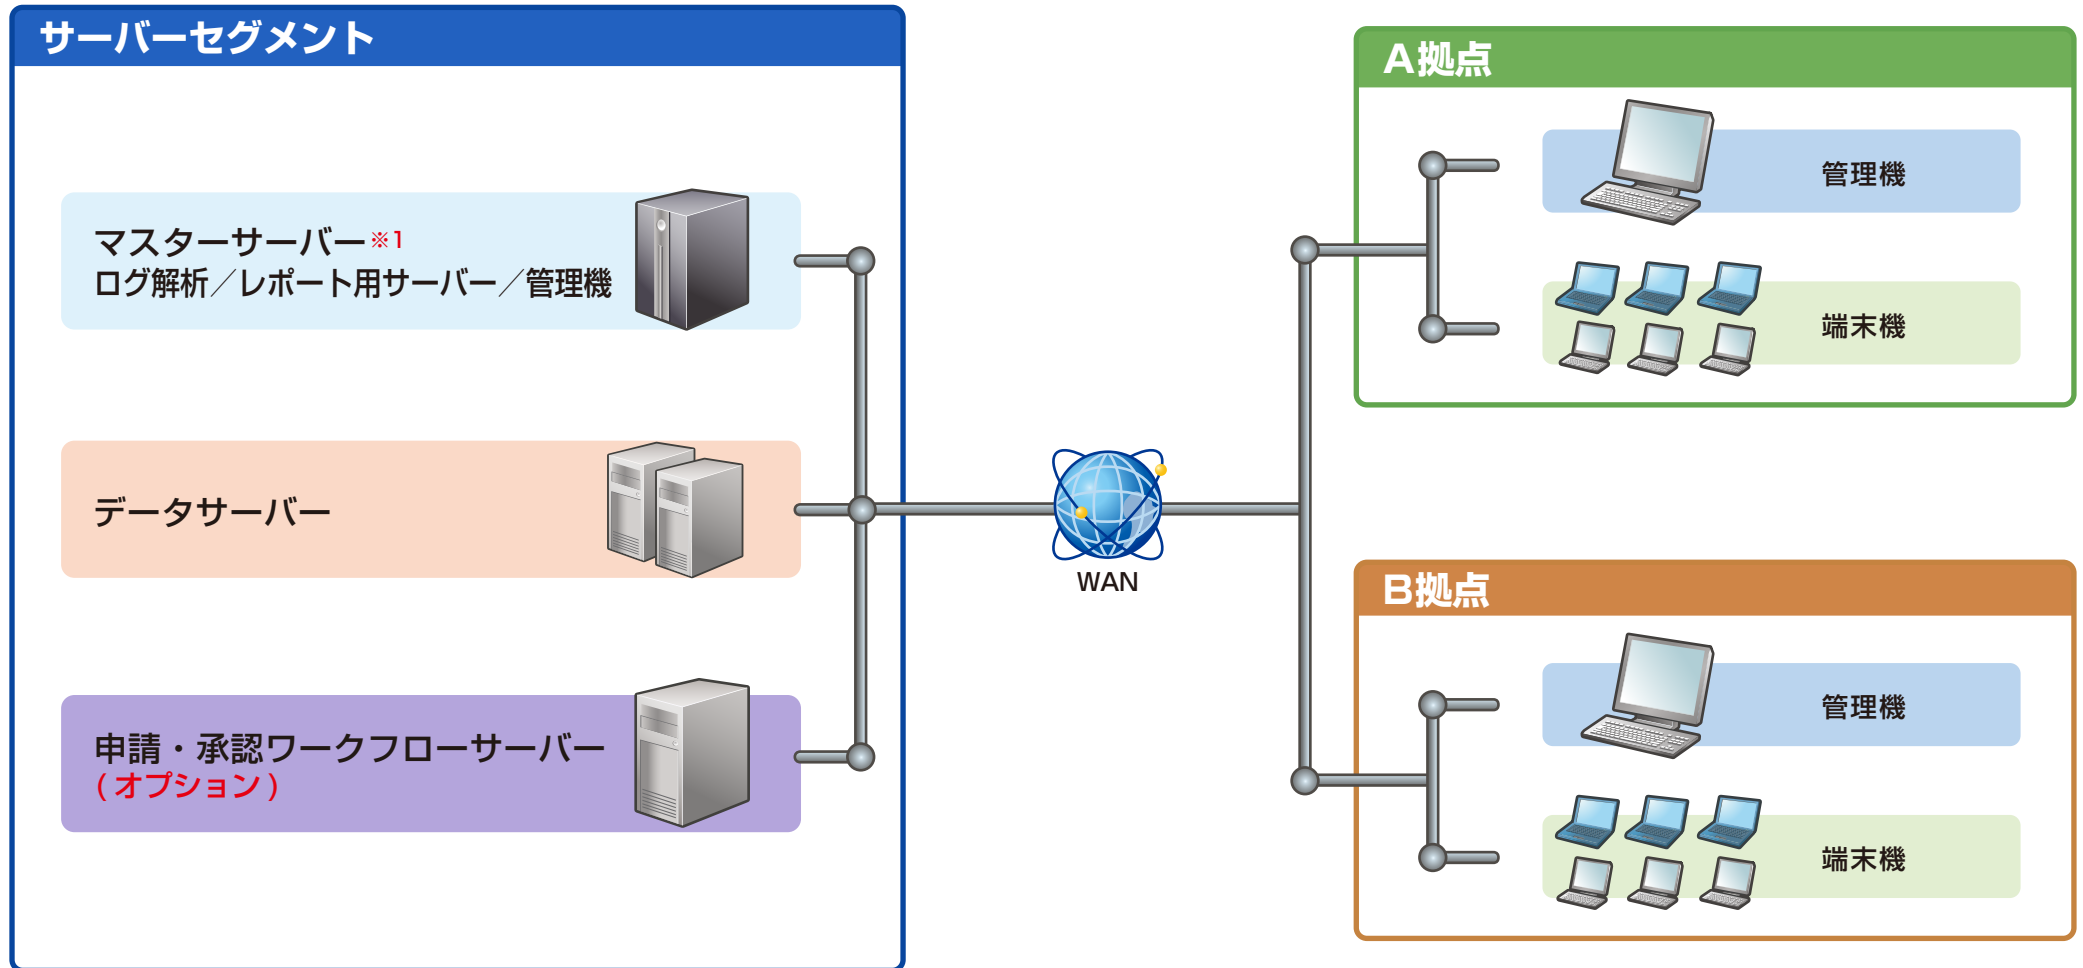 サーバーセグメント
マスターサーバー※1
ログ解析／レポート用サーバー／管理機
データサーバー
申請・承認ワークフローサーバー
(オプション)
WAN
A拠点
管理機
端末機
B拠点
管理機
端末機